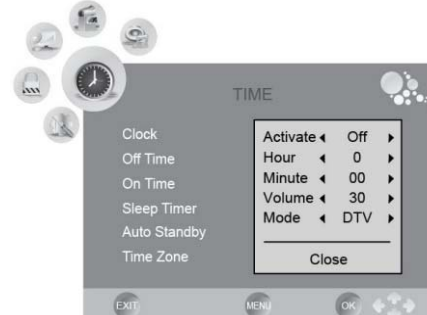 TIME
Clock
Off Time
On Time
Sleep Timer
Auto Standby
Time Zone
Activate Off
Hour 0
Minute 00
Volume 30
Mode DTV
Close
EXIT MENU OK